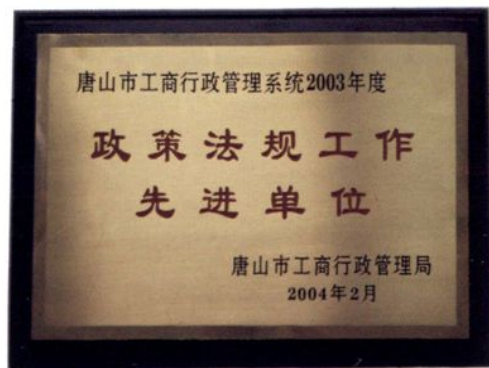 唐山市工商行政管理系统2003年度
政策法规工作
先进单位
唐山市工商行政管理局
2004年2月